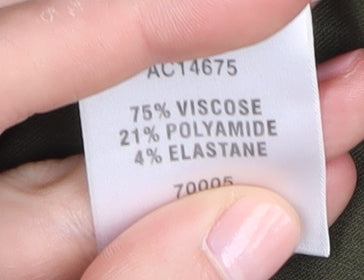 AC14675
75% VISCOSE
21% POLYAMIDE
4% ELASTANE
70005